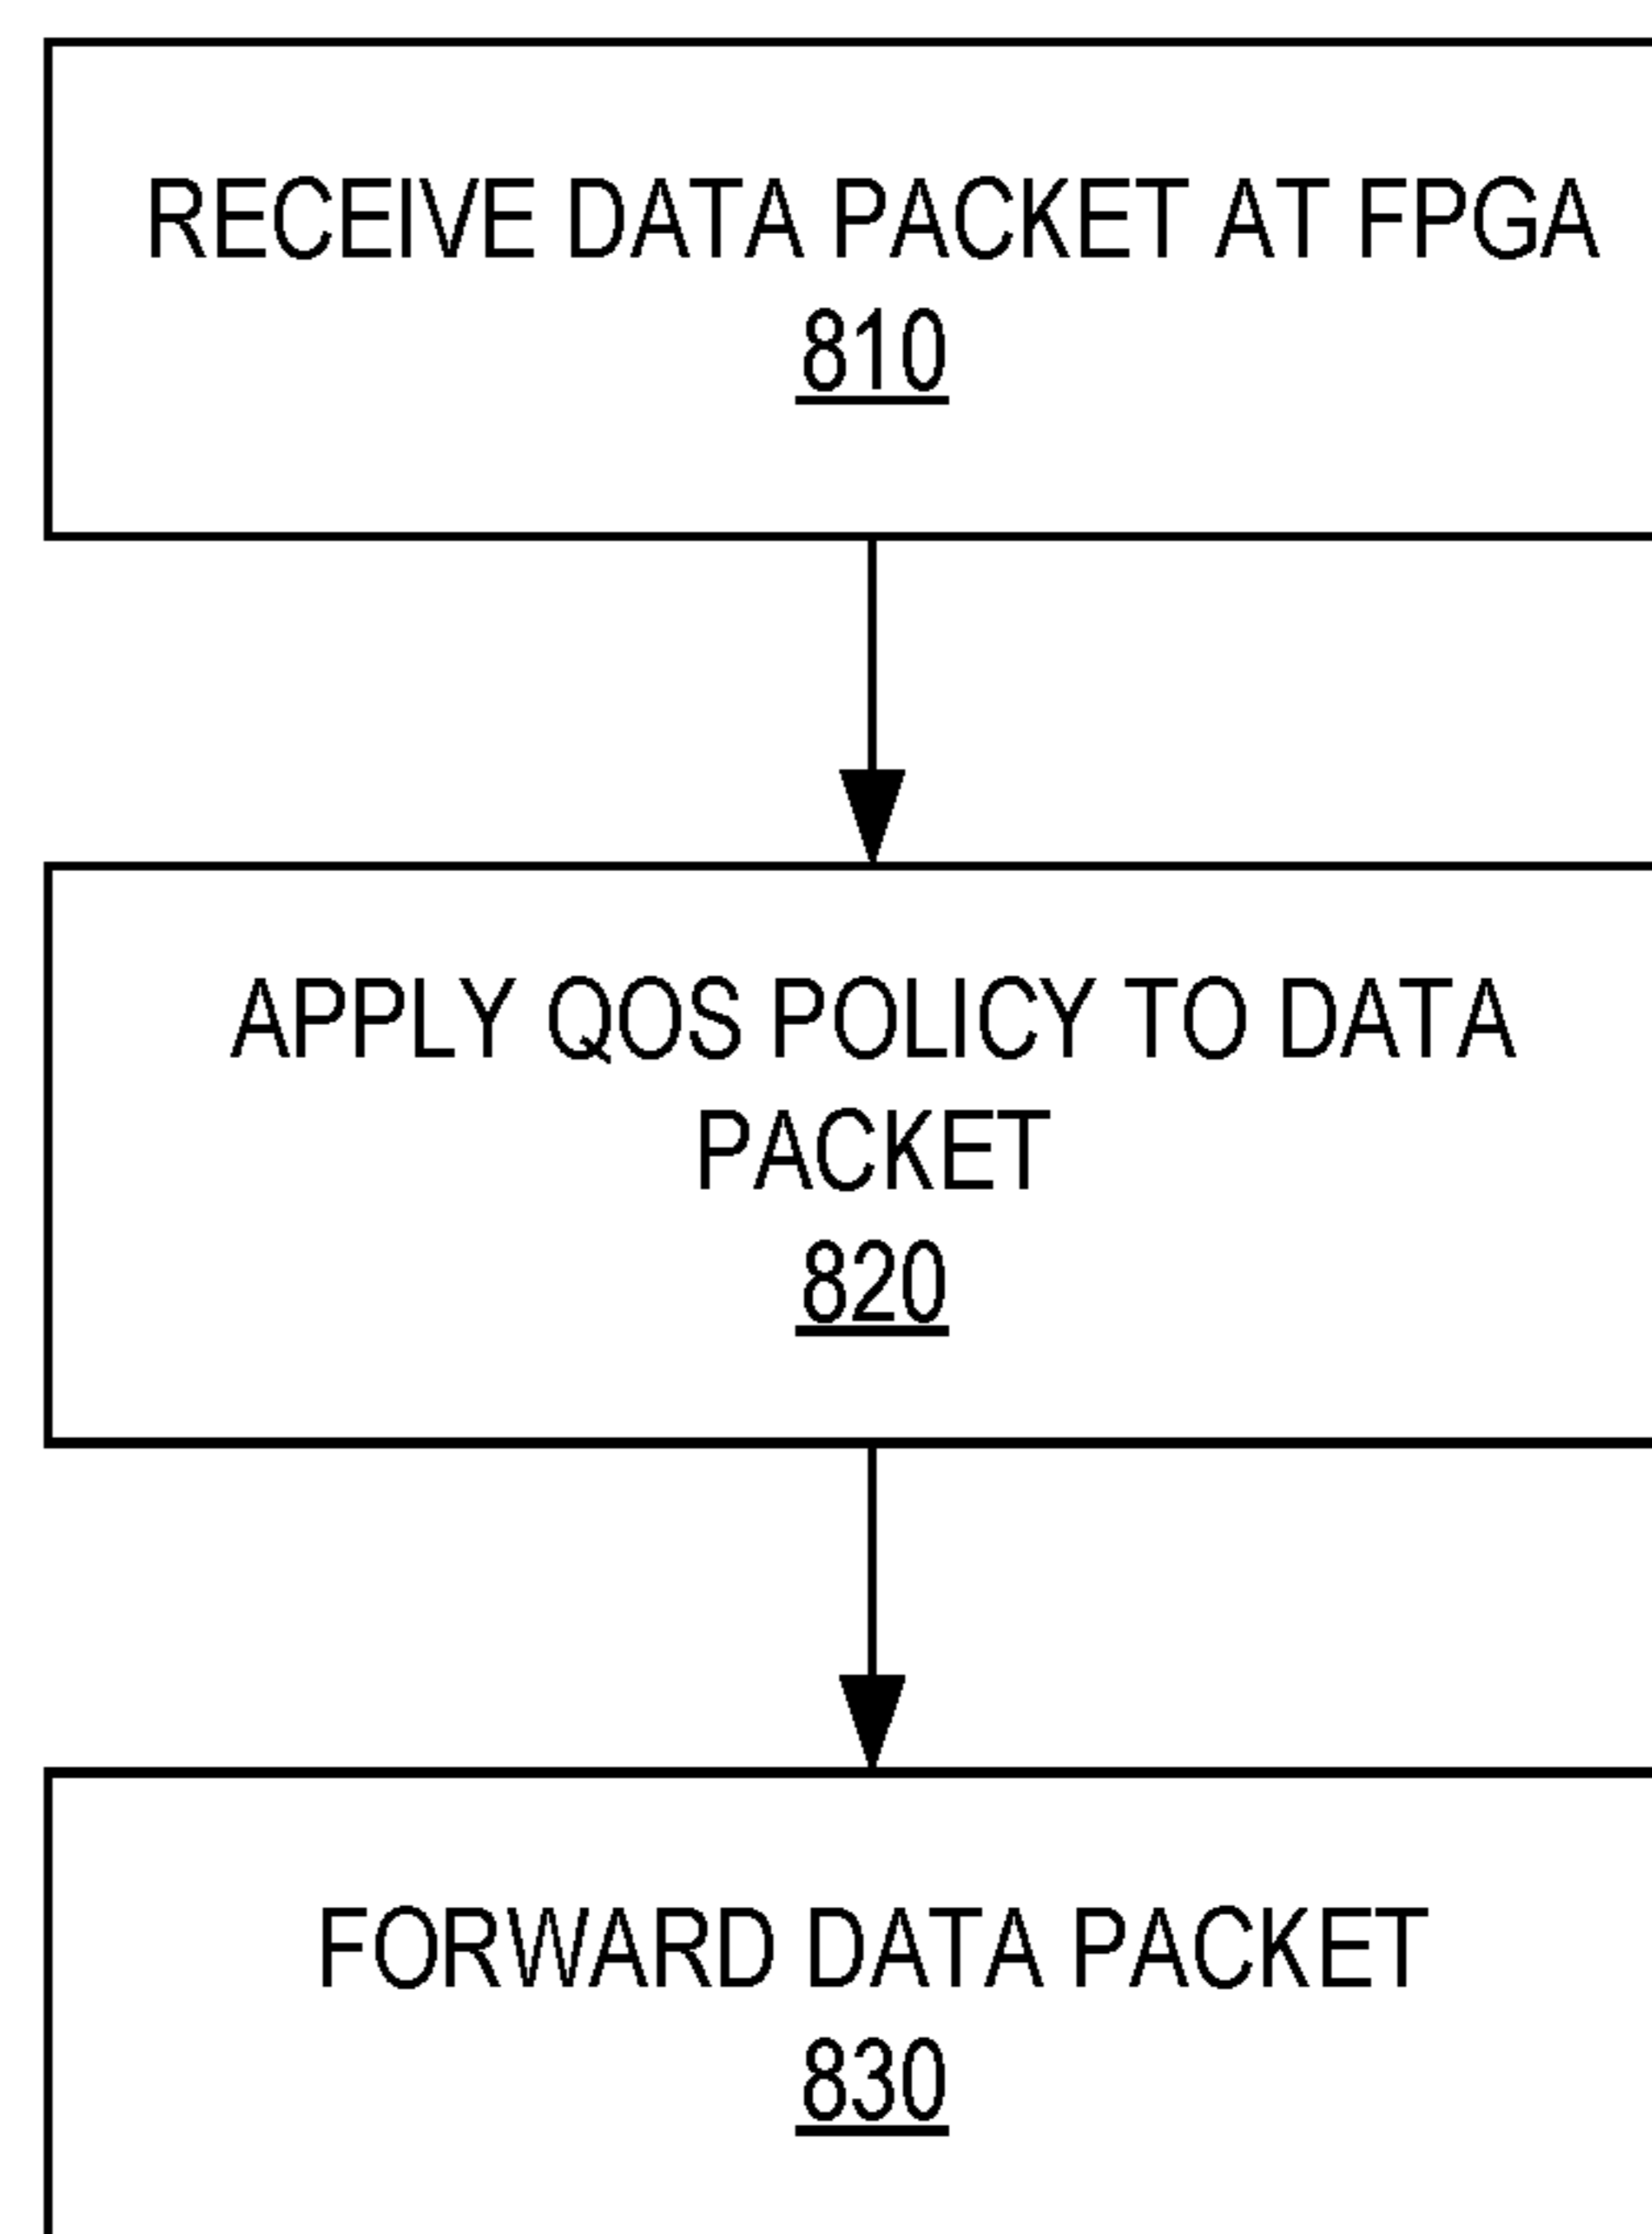 RECEIVE DATA PACKET AT FPGA
810
APPLY QOS POLICY TO DATA
PACKET
820
FORWARD DATA PACKET
830